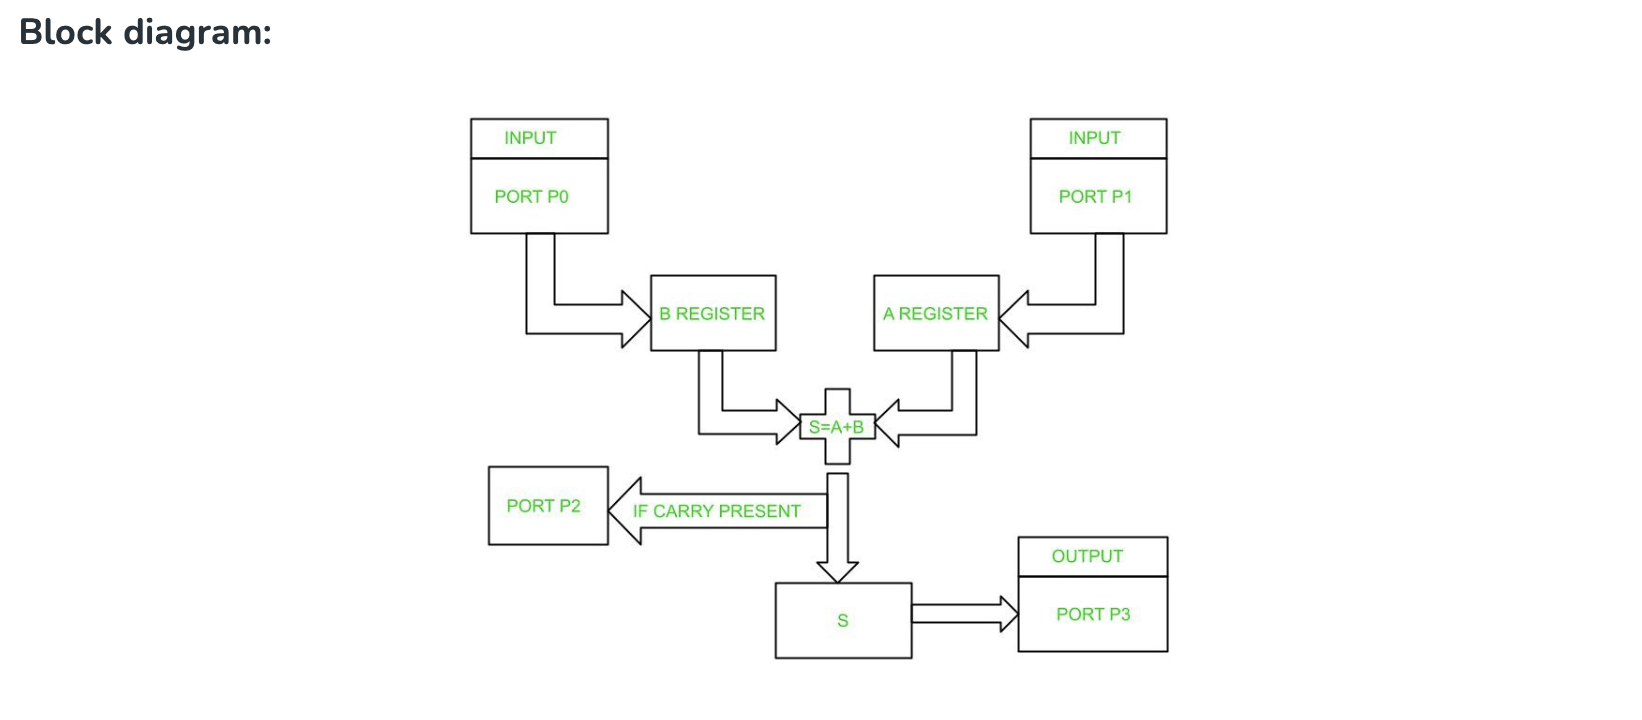 Block diagram:
INPUT
INPUT
PORT P0
PORT P1
B REGISTER
A REGISTER
S=A+B
PORT P2
IF CARRY PRESENT
OUTPUT
S
PORT P3